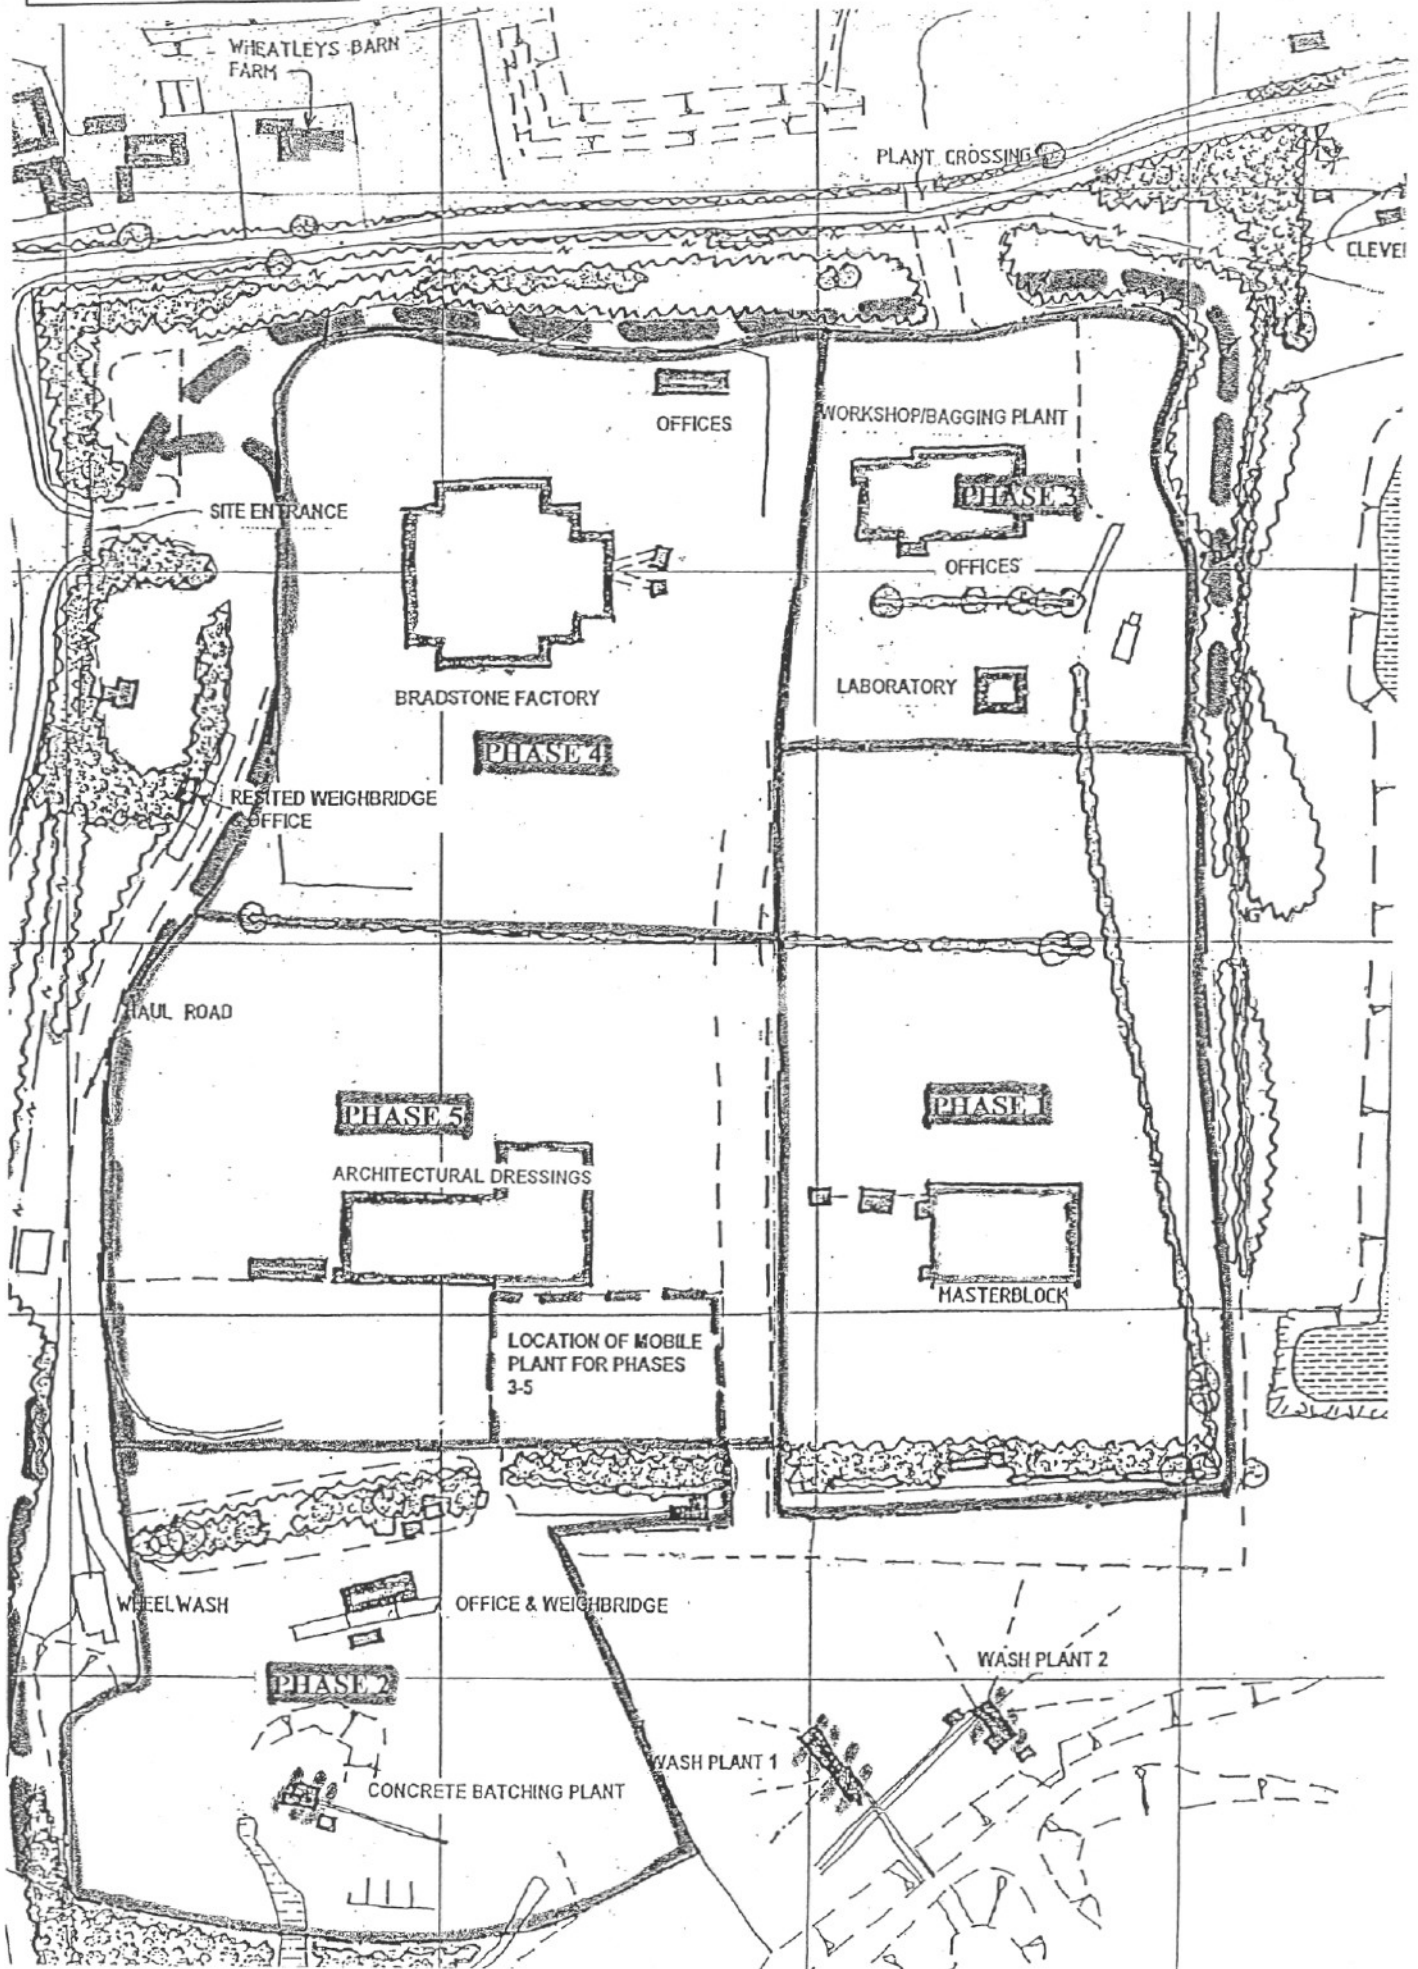 WHEATLEYS BARN
FARM
PLANT CROSSING
OFFICES
WORKSHOP/BAGGING PLANT
PHASE 3
SITE ENTRANCE
OFFICES
BRADSTONE FACTORY
LABORATORY
PHASE 4
RESITED WEIGHBRIDGE
& OFFICE
HAUL ROAD
PHASE 5
PHASE 1
ARCHITECTURAL DRESSINGS
MASTERBLOCK
LOCATION OF MOBILE
PLANT FOR PHASES
3-5
WHEELWASH
OFFICE & WEIGHBRIDGE
WASH PLANT 2
PHASE 2
WASH PLANT 1
CONCRETE BATCHING PLANT